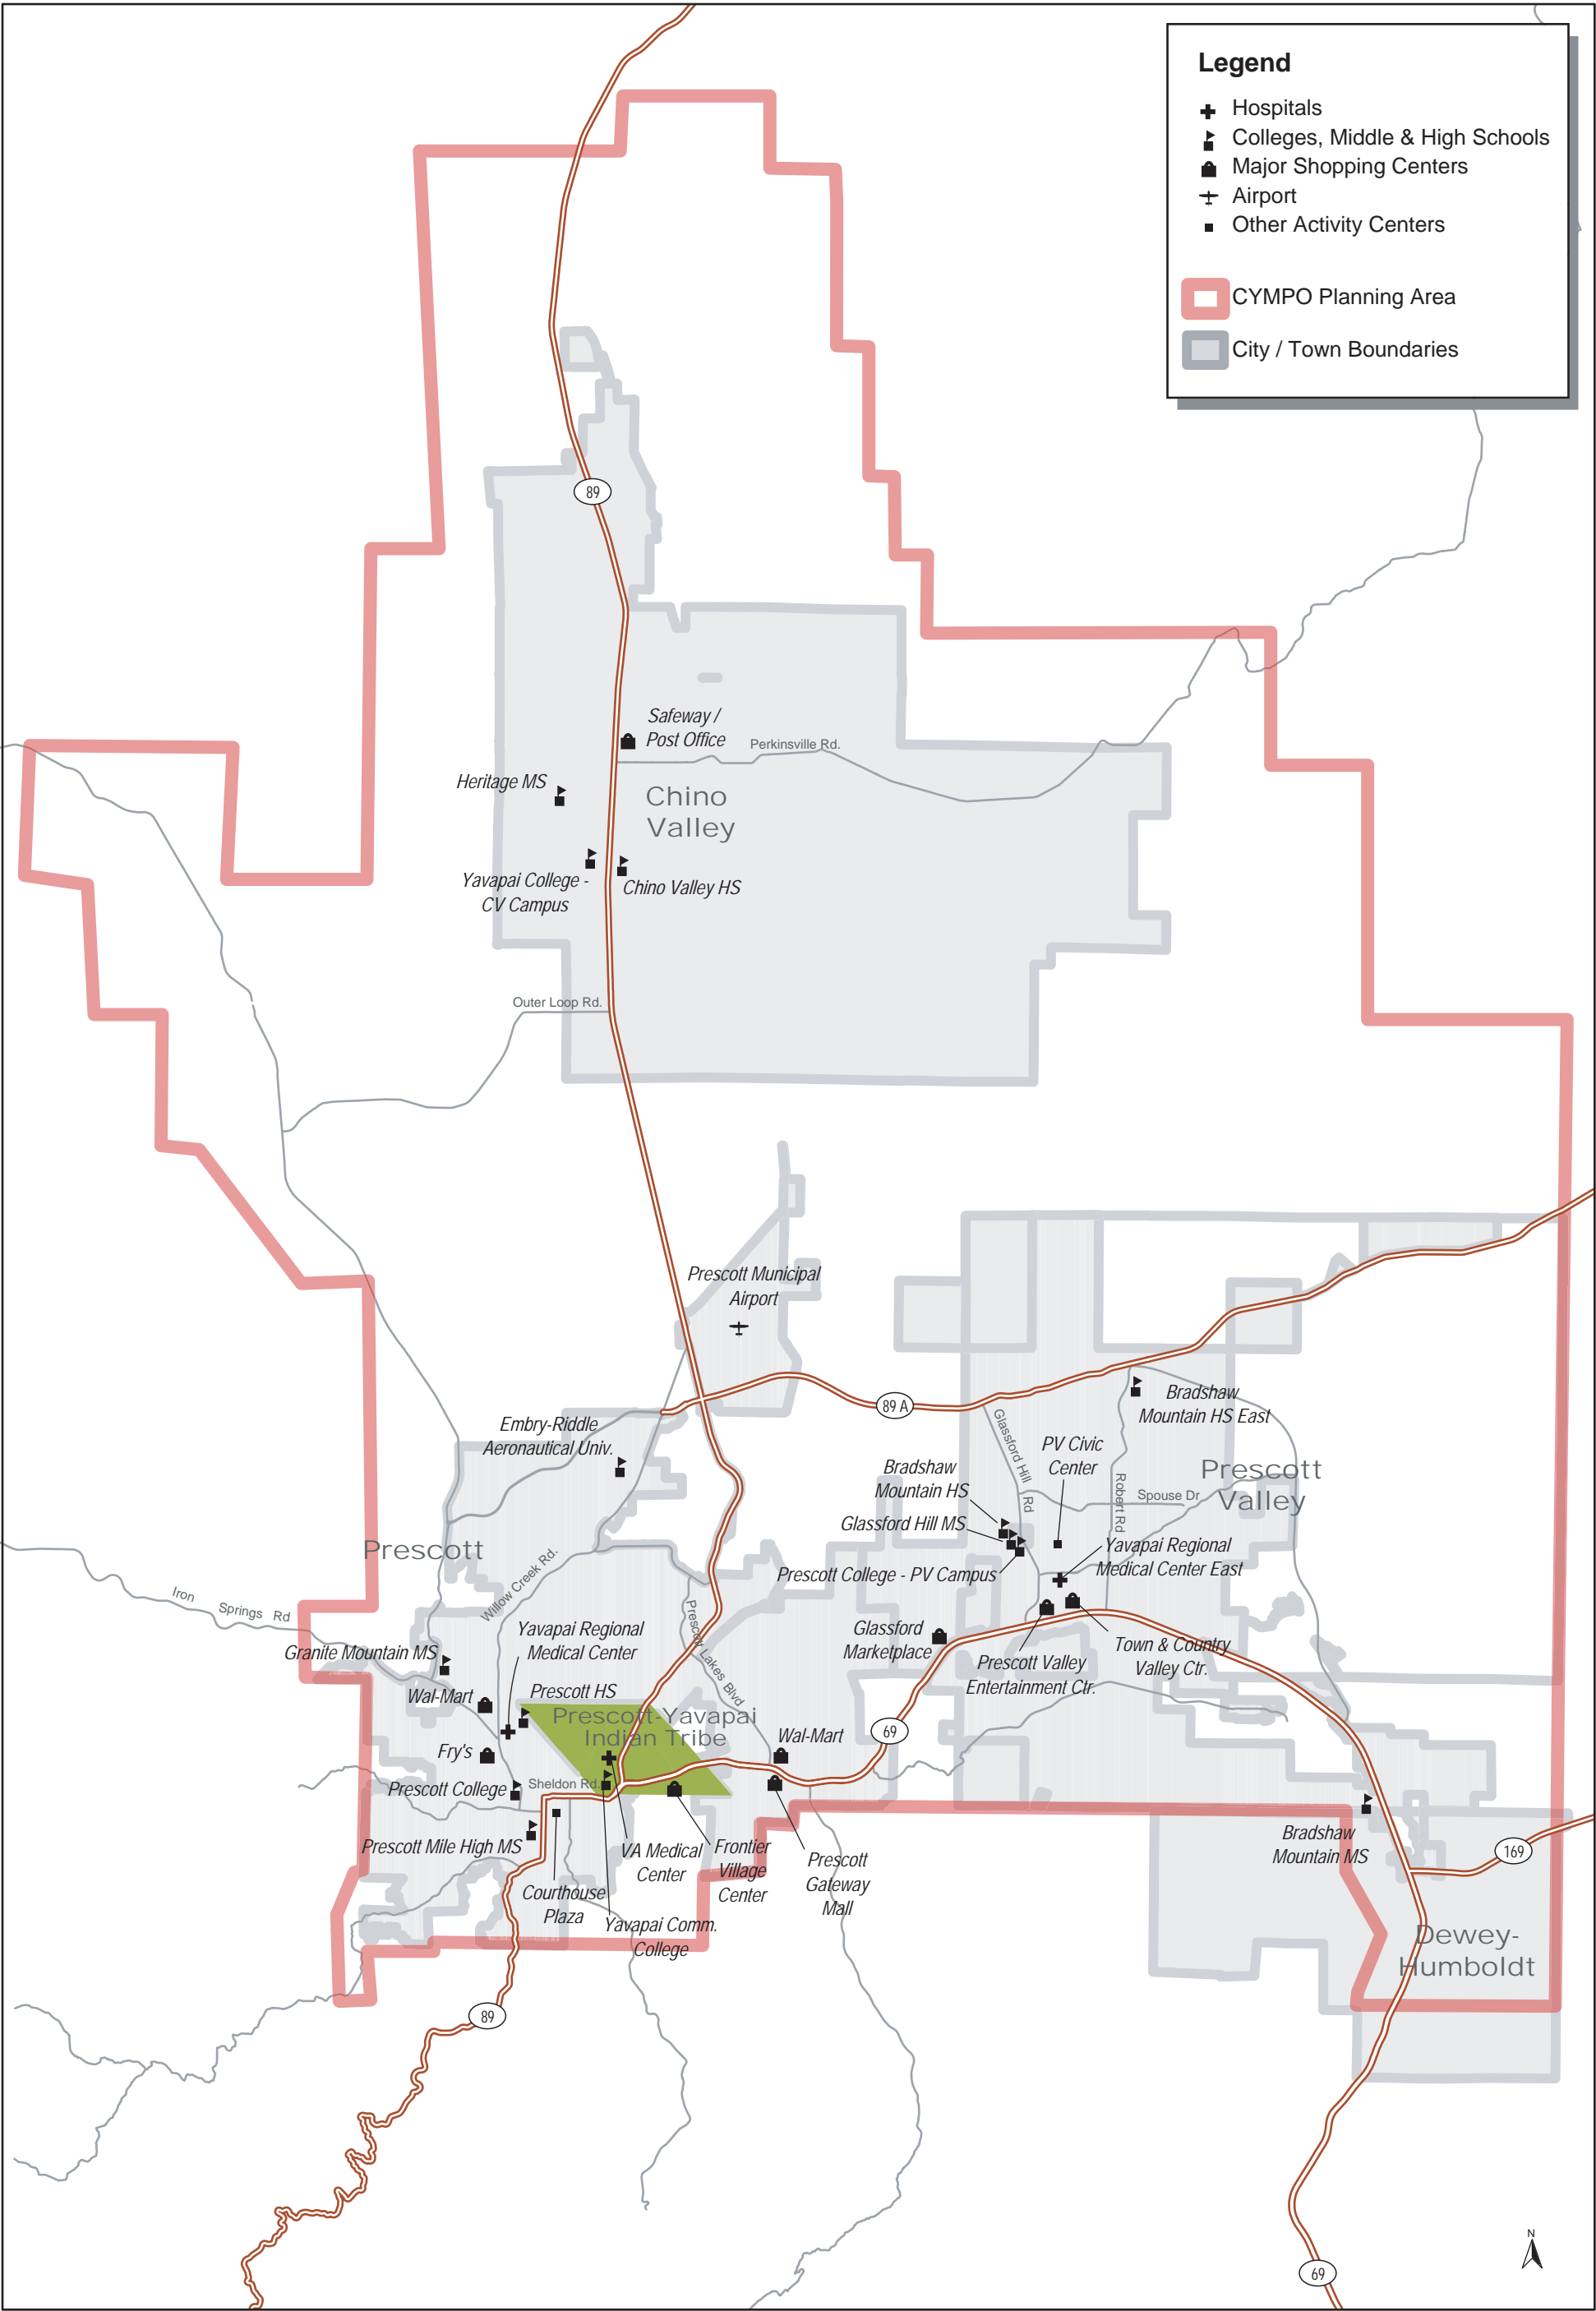 Legend
Hospitals
Colleges, Middle & High Schools
Major Shopping Centers
Airport
Other Activity Centers
CYMPO Planning Area
City / Town Boundaries
89
Safeway /
Post Office
Perkinsville Rd.
Heritage MS
Chino
Valley
Yavapai College -
CV Campus
Chino Valley HS
Outer Loop Rd.
Prescott Municipal
Airport
89 A
Bradshaw
Mountain HS East
Embry-Riddle
Aeronautical Univ.
Glassford Hill
Rd
PV Civic
Center
Bradshaw
Mountain HS
Robert Rd
Spouse Dr
Prescott
Valley
Glassford Hill MS
Prescott
Yavapai Regional
Medical Center East
Prescott College - PV Campus
Willow Creek Rd.
Iron
Springs
Rd
Prescott Lakes Blvd
Yavapai Regional
Medical Center
Granite Mountain MS
Glassford
Marketplace
Town & Country
Valley Ctr.
Prescott Valley
Entertainment Ctr.
Wal-Mart
Prescott HS
Prescott-Yavapai
Indian Tribe
69
Wal-Mart
Fry's
Prescott College
Sheldon Rd.
Prescott Mile High MS
VA Medical
Center
Frontier
Village
Center
Prescott
Gateway
Mall
Bradshaw
Mountain MS
169
Courthouse
Plaza
Yavapai Comm.
College
Dewey-
Humboldt
89
69
N